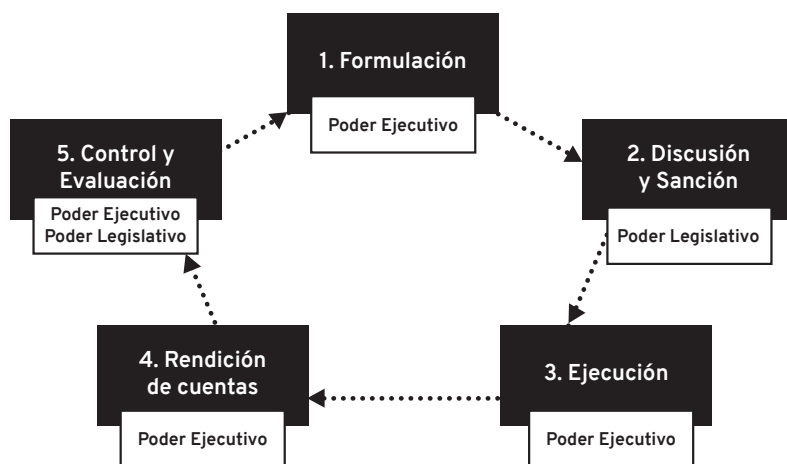 1. Formulación
Poder Ejecutivo
2. Discusión
y Sanción
Poder Legislativo
3. Ejecución
Poder Ejecutivo
4. Rendición
de cuentas
Poder Ejecutivo
5. Control y
Evaluación
Poder Ejecutivo
Poder Legislativo